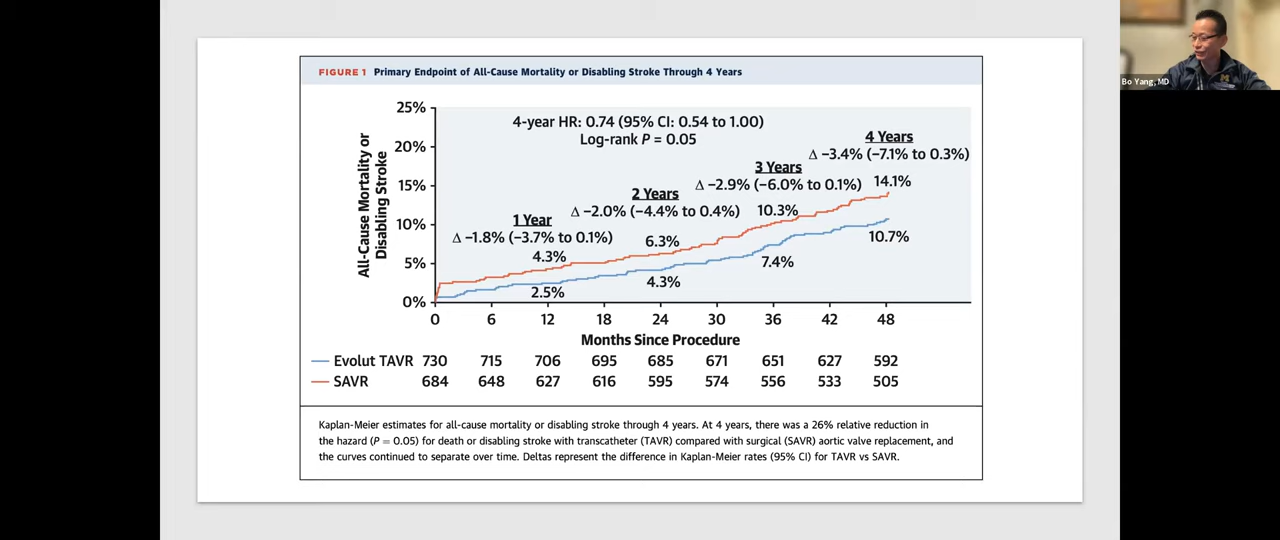 FIGURE 1 Primary Endpoint of All-Cause Mortality or Disabling Stroke Through 4 Years
Bo Yang, MD
All-Cause Mortality or
Disabling Stroke
25%
20%
15%
10%
5%
0%
4-year HR: 0.74 (95% CI: 0.54 to 1.00)
Log-rank P = 0.05
4 Years
Δ −3.4% (−7.1% to 0.3%)
3 Years
Δ −2.9% (−6.0% to 0.1%)
14.1%
2 Years
Δ −2.0% (−4.4% to 0.4%)
10.3%
1 Year
Δ −1.8% (−3.7% to 0.1%)
6.3%
10.7%
4.3%
7.4%
4.3%
2.5%
0 6 12 18 24 30 36 42 48
Months Since Procedure
Evolut TAVR 730 715 706 695 685 671 651 627 592
SAVR 684 648 627 616 595 574 556 533 505
Kaplan-Meier estimates for all-cause mortality or disabling stroke through 4 years. At 4 years, there was a 26% relative reduction in
the hazard (P = 0.05) for death or disabling stroke with transcatheter (TAVR) compared with surgical (SAVR) aortic valve replacement, and
the curves continued to separate over time. Deltas represent the difference in Kaplan-Meier rates (95% CI) for TAVR vs SAVR.